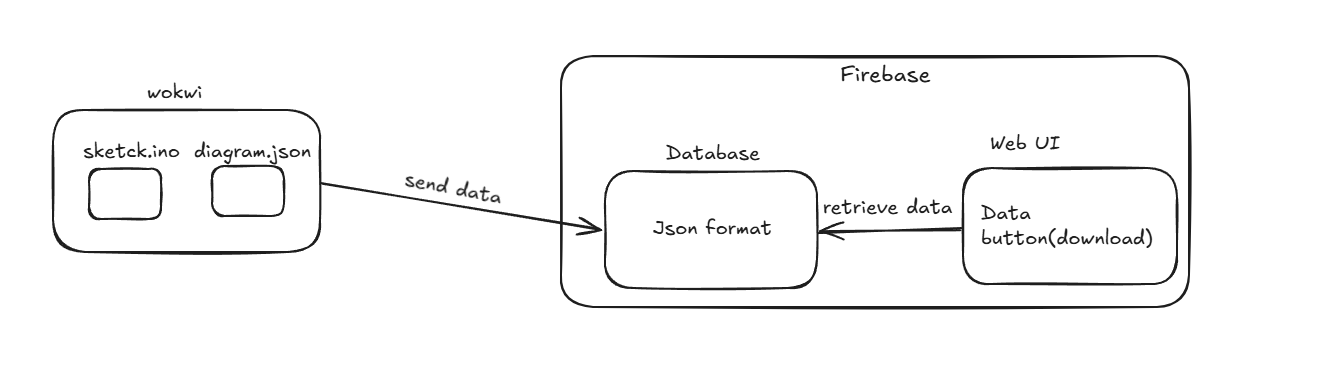 wokwi
sketck.ino
diagram.json
send data
Firebase
Database
Json format
retrieve data
Web UI
Data
button(download)